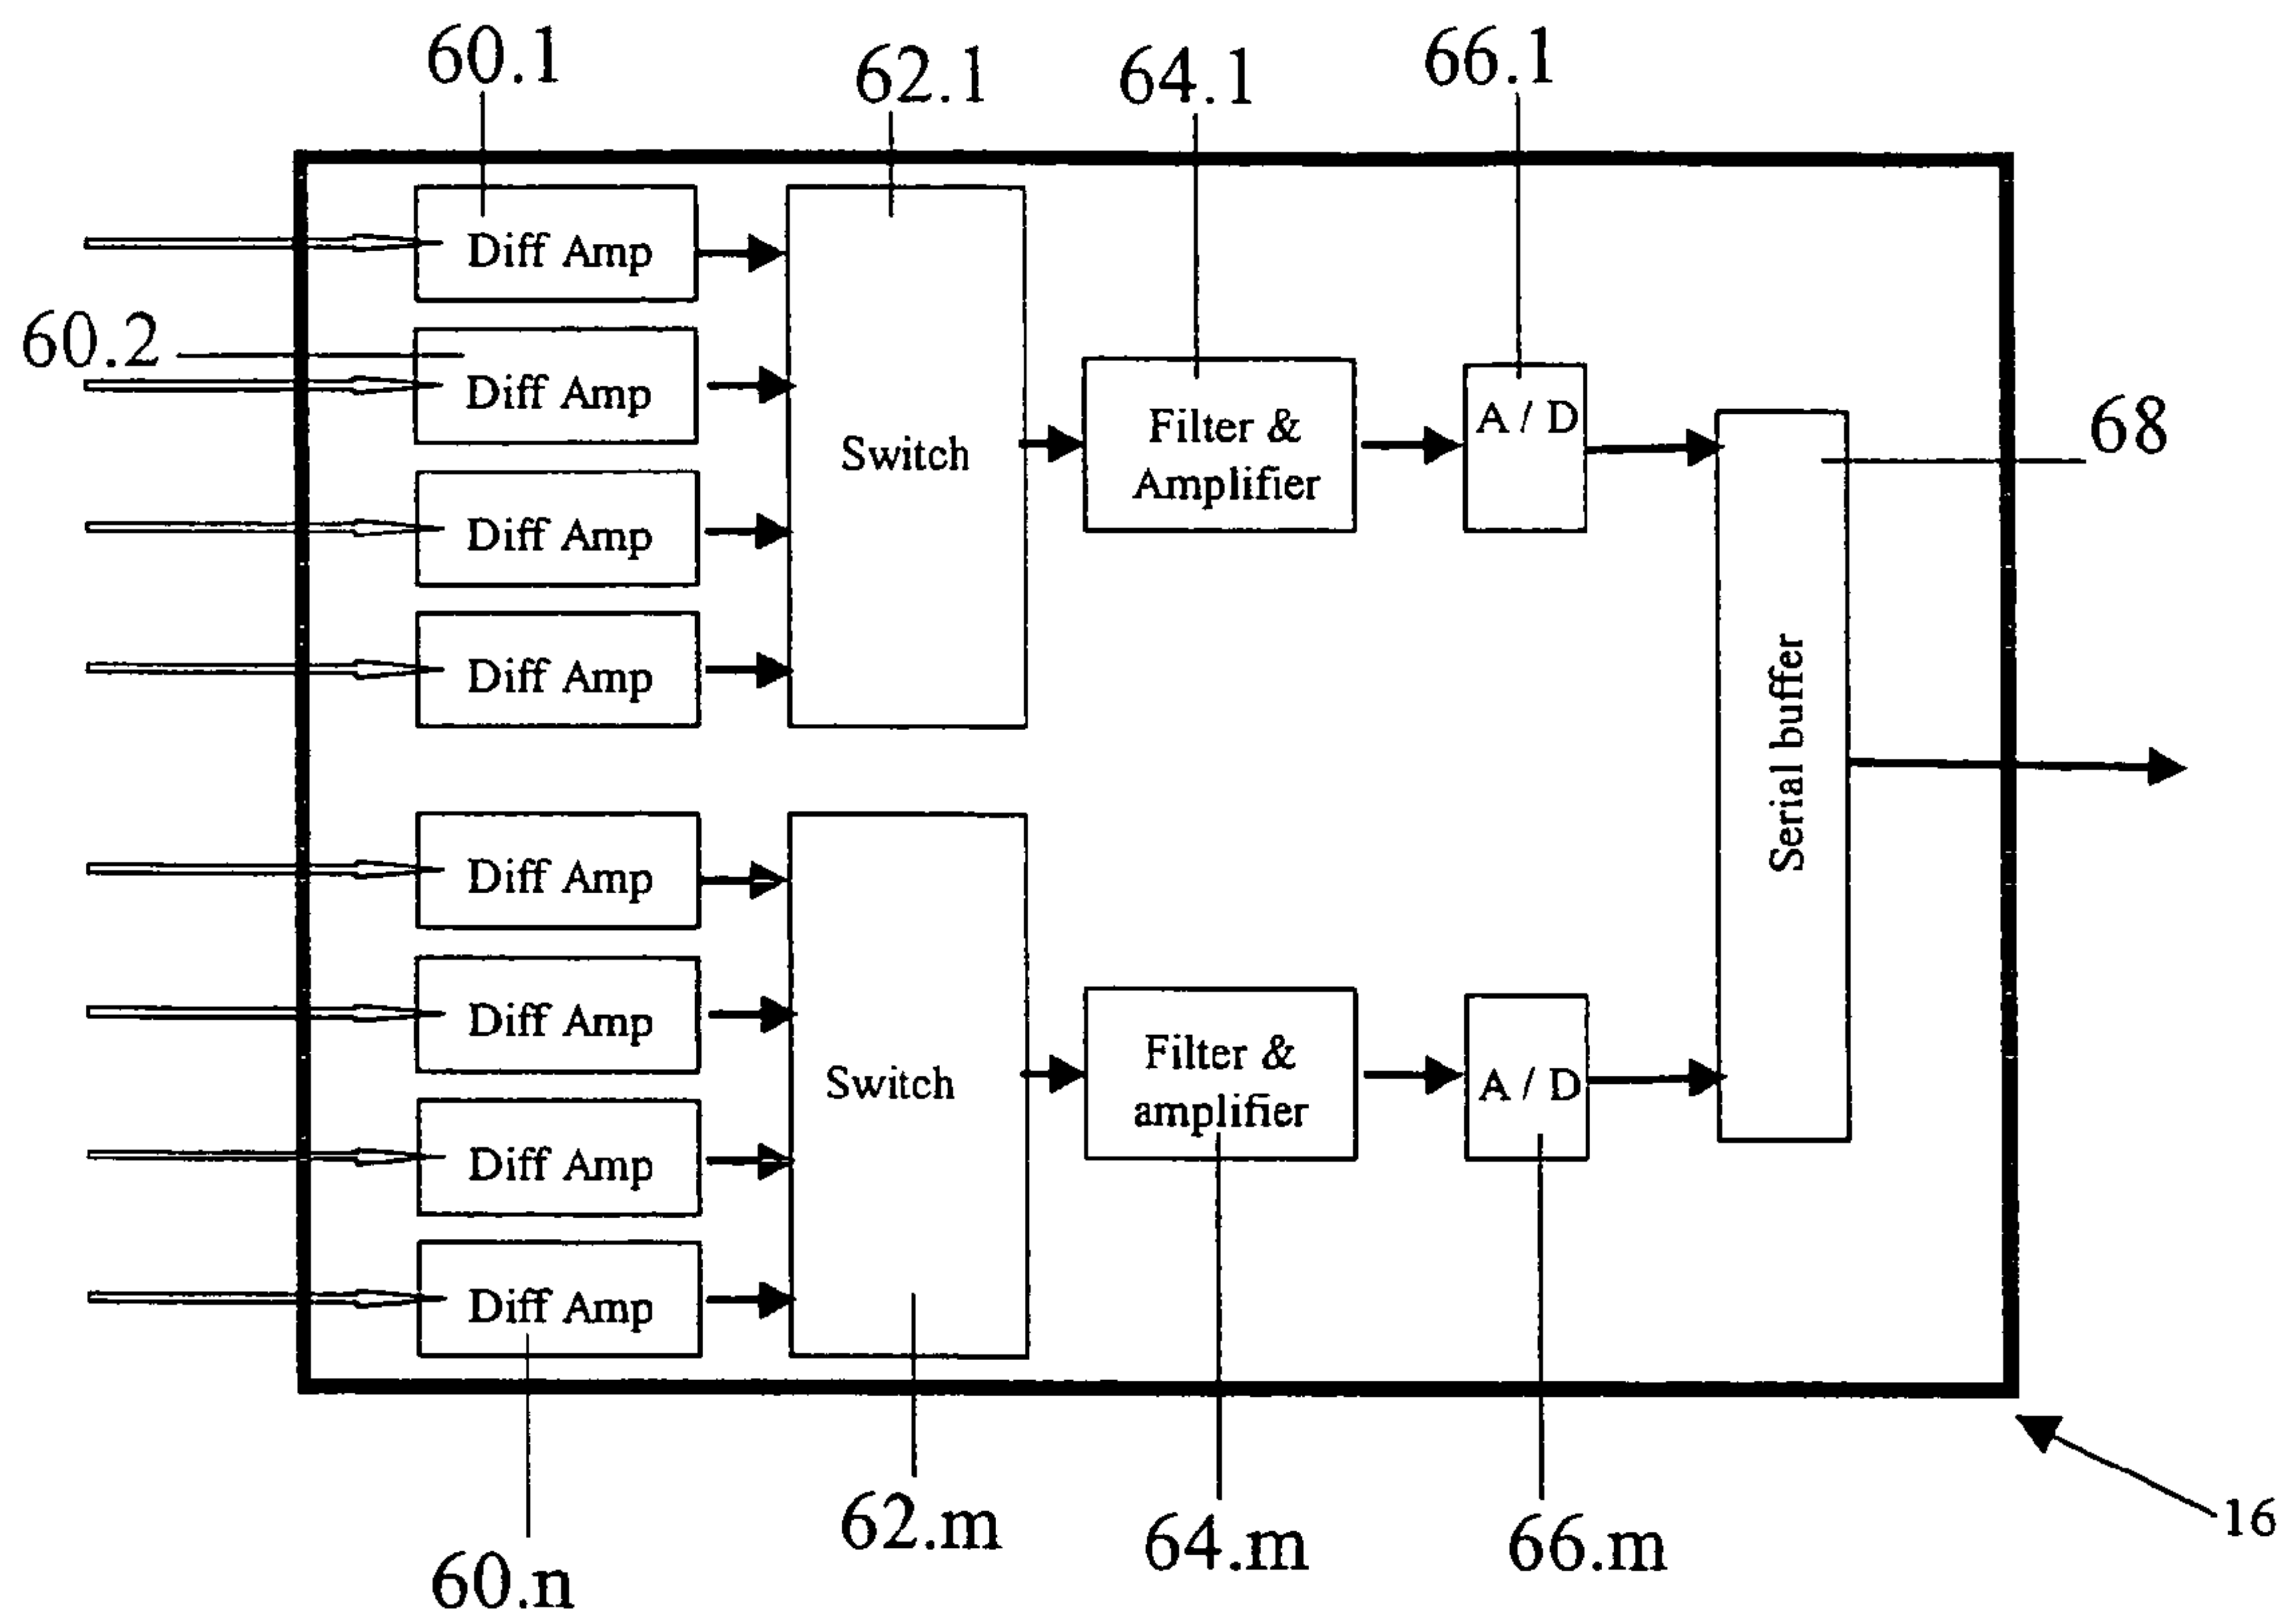 60.1
62.1
64.1
66.1
Diff Amp
60.2
Diff Amp
Diff Amp
Diff Amp
Switch
Filter &
Amplifier
A / D
68
Serial buffer
Diff Amp
Diff Amp
Diff Amp
Diff Amp
Switch
Filter &
amplifier
A / D
60.n
62.m
64.m
66.m
16